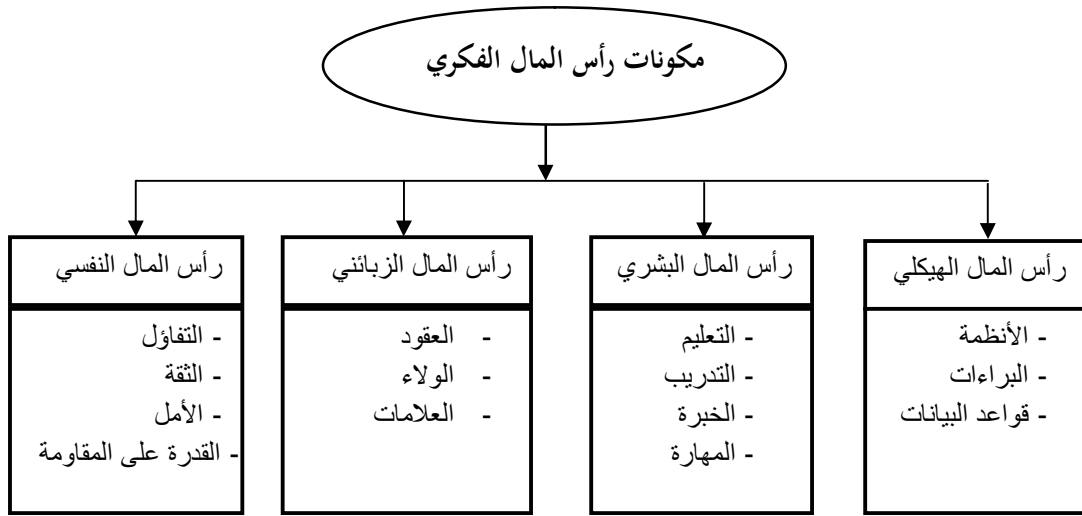 مكونات رأس المال الفكري
رأس المال الهيكلي
- الأنظمة
- البراءات
- قواعد البيانات
رأس المال البشري
- التعليم
- التدريب
- الخبرة
- المهارة
رأس المال الزبائني
- العقود
- الولاء
- العلامات
رأس المال النفسي
- التفاؤل
- الثقة
- الأمل
- القدرة على المقاومة